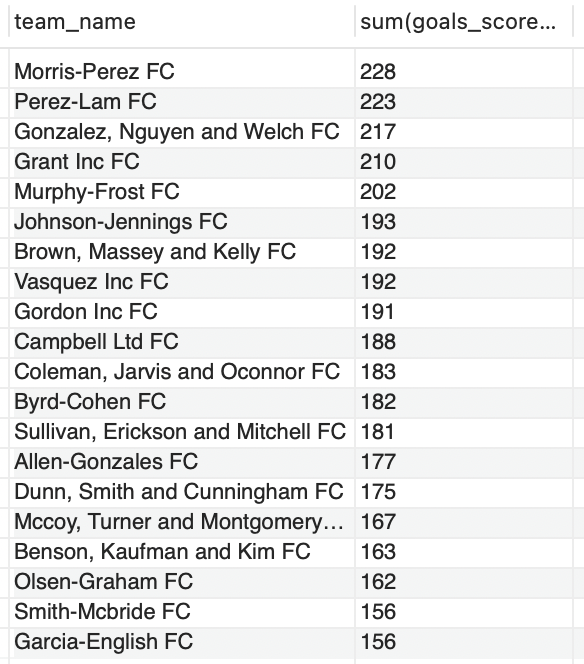 team_name sum(goals_score...
Morris-Perez FC 228
Perez-Lam FC 223
Gonzalez, Nguyen and Welch FC 217
Grant Inc FC 210
Murphy-Frost FC 202
Johnson-Jennings FC 193
Brown, Massey and Kelly FC 192
Vasquez Inc FC 192
Gordon Inc FC 191
Campbell Ltd FC 188
Coleman, Jarvis and Oconnor FC 183
Byrd-Cohen FC 182
Sullivan, Erickson and Mitchell FC 181
Allen-Gonzales FC 177
Dunn, Smith and Cunningham FC 175
Mccoy, Turner and Montgomery... 167
Benson, Kaufman and Kim FC 163
Olsen-Graham FC 162
Smith-Mcbride FC 156
Garcia-English FC 156